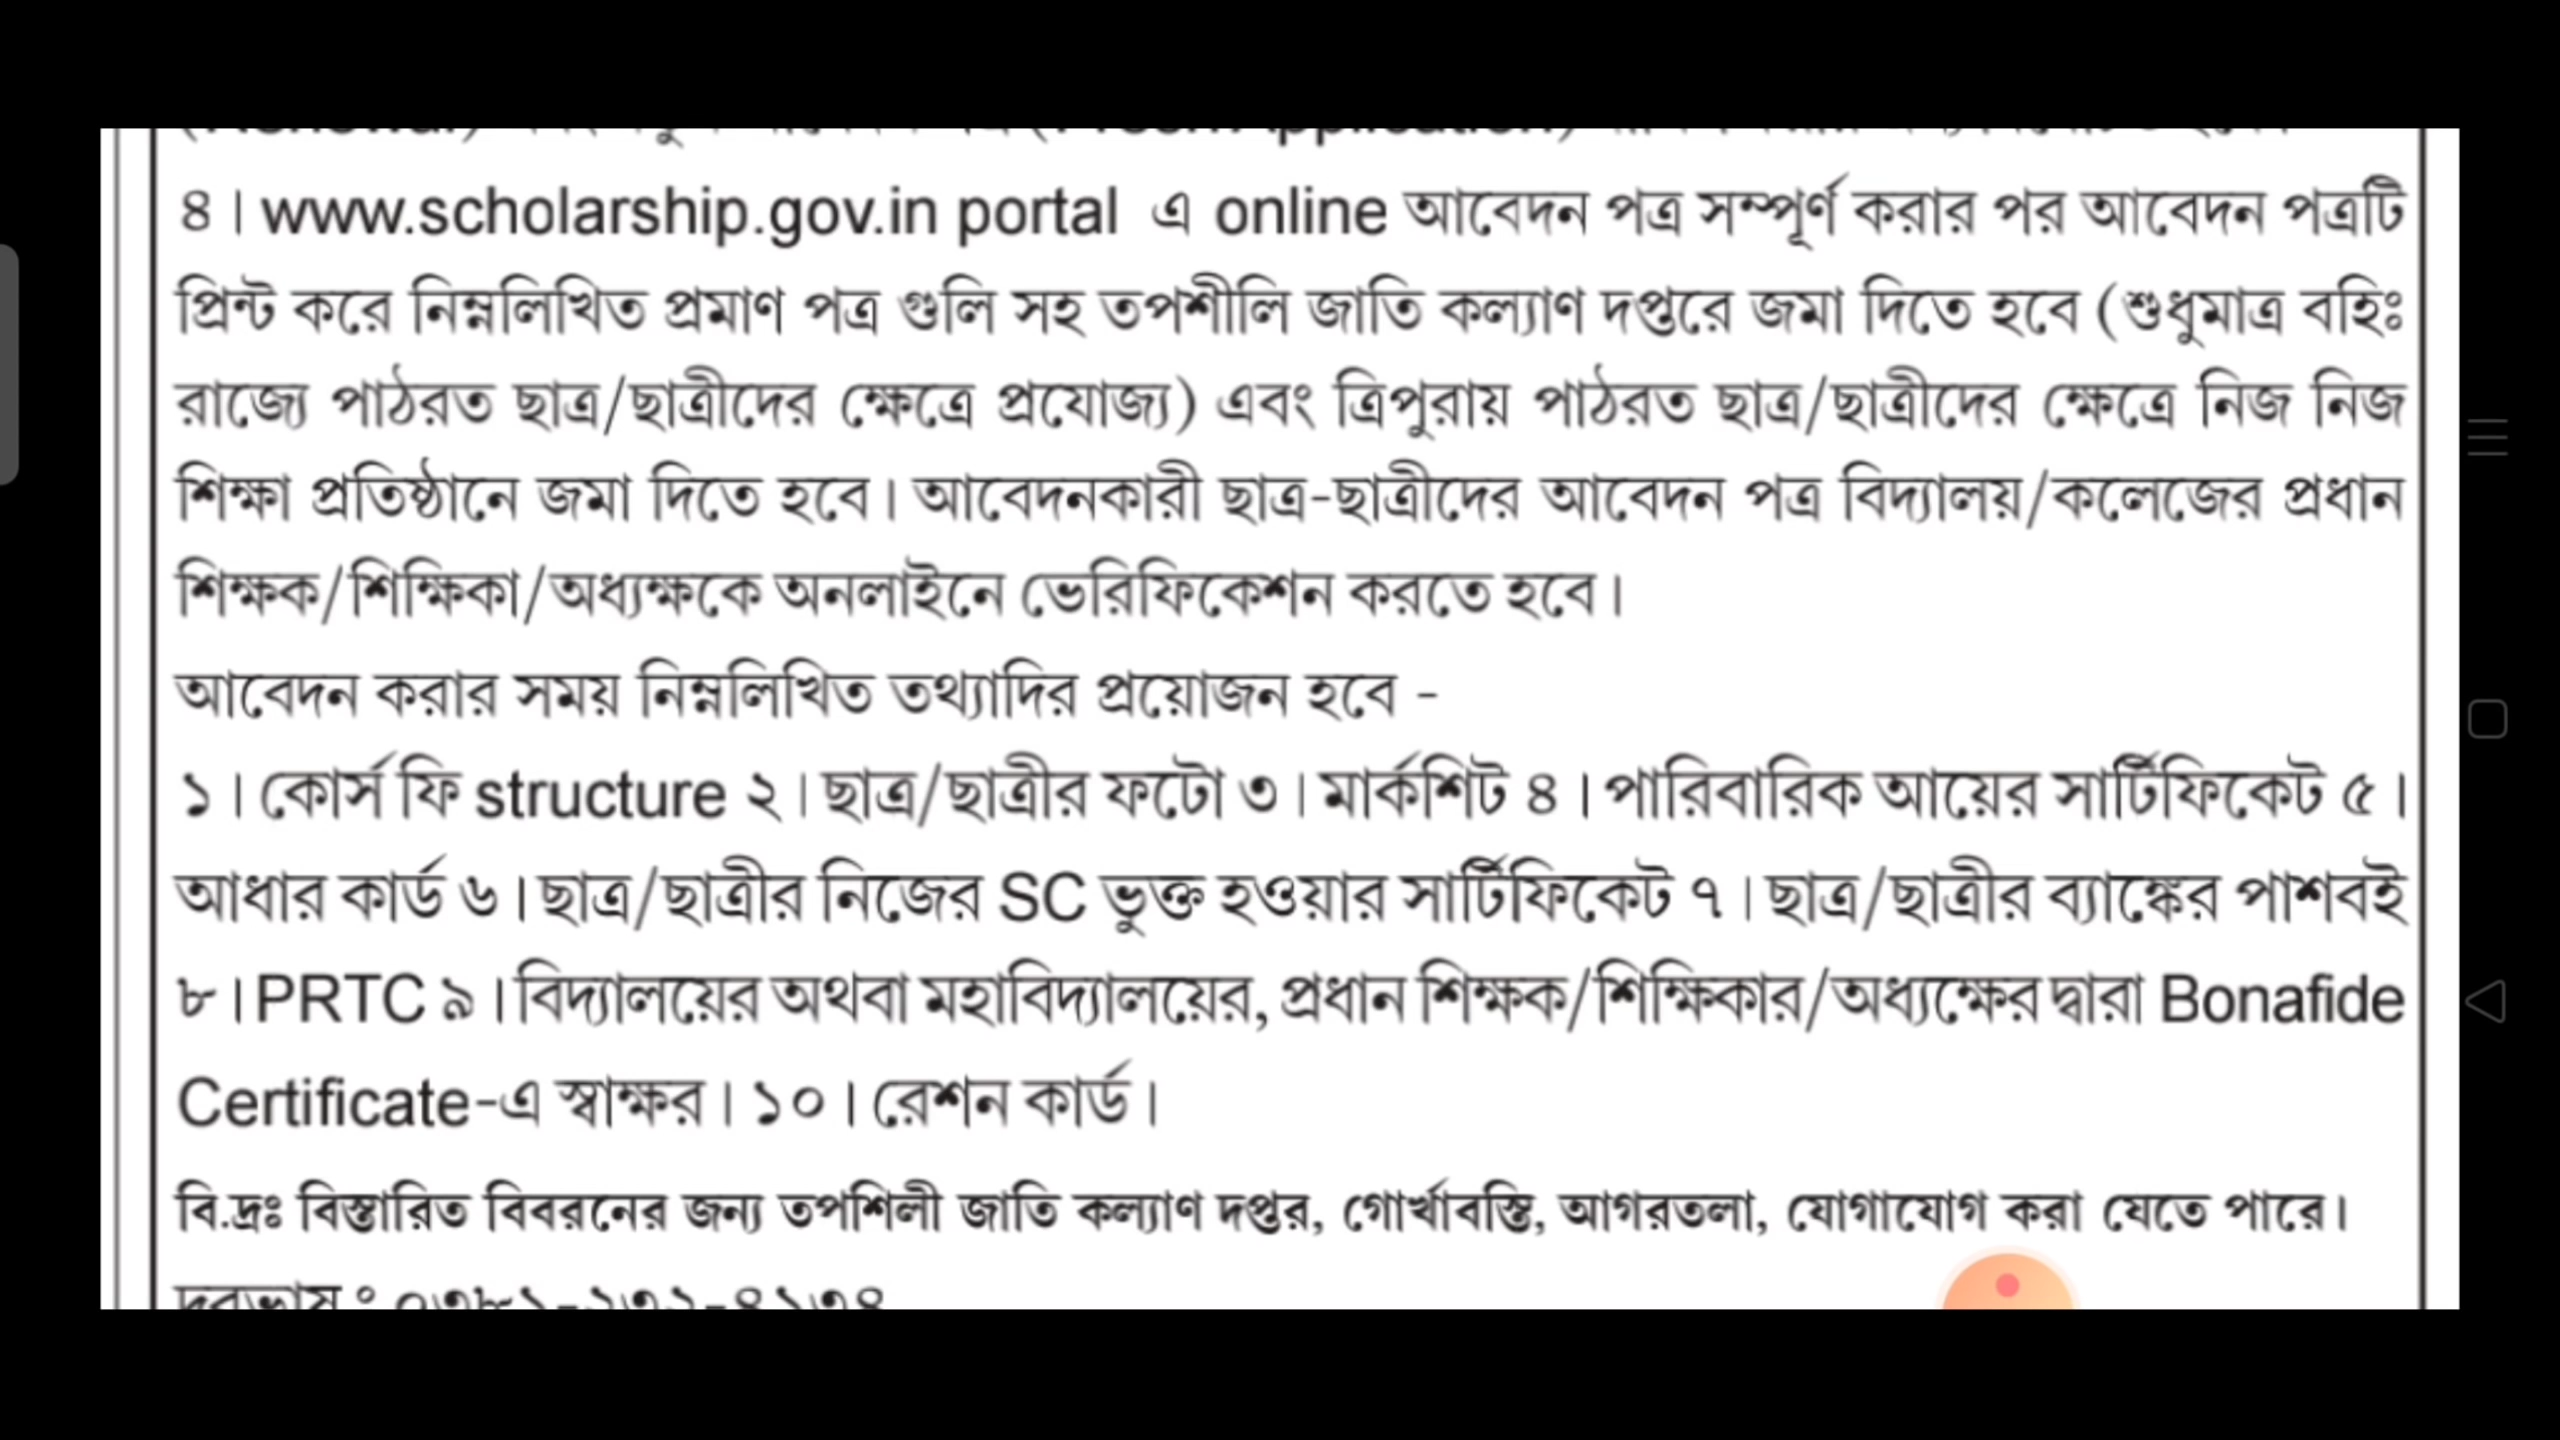 ৪। www.scholarship.gov.in portal এ online আবেদন পত্র সম্পূর্ণ করার পর আবেদন পত্রটি
প্রিন্ট করে নিম্নলিখিত প্রমাণ পত্র গুলি সহ তপশীলি জাতি কল্যাণ দপ্তরে জমা দিতে হবে (শুধুমাত্র বহিঃ
রাজ্যে পাঠরত ছাত্র/ছাত্রীদের ক্ষেত্রে প্রযোজ্য) এবং ত্রিপুরায় পাঠরত ছাত্র/ছাত্রীদের ক্ষেত্রে নিজ নিজ
শিক্ষা প্রতিষ্ঠানে জমা দিতে হবে। আবেদনকারী ছাত্র-ছাত্রীদের আবেদন পত্র বিদ্যালয়/কলেজের প্রধান
শিক্ষক/শিক্ষিকা/অধ্যক্ষকে অনলাইনে ভেরিফিকেশন করতে হবে।
আবেদন করার সময় নিম্নলিখিত তথ্যাদির প্রয়োজন হবে -
১। কোর্স ফি structure ২। ছাত্র/ছাত্রীর ফটো ৩। মার্কশিট ৪। পারিবারিক আয়ের সার্টিফিকেট ৫।
আধার কার্ড ৬। ছাত্র/ছাত্রীর নিজের SC ভুক্ত হওয়ার সার্টিফিকেট ৭। ছাত্র/ছাত্রীর ব্যাঙ্কের পাশবই
৮। PRTC ৯। বিদ্যালয়ের অথবা মহাবিদ্যালয়ের, প্রধান শিক্ষক/শিক্ষিকার/অধ্যক্ষের দ্বারা Bonafide
Certificate-এ স্বাক্ষর। ১০। রেশন কার্ড।
বি.দ্রঃ বিস্তারিত বিবরনের জন্য তপশিলী জাতি কল্যাণ দপ্তর, গোর্খাবস্তি, আগরতলা, যোগাযোগ করা যেতে পারে।